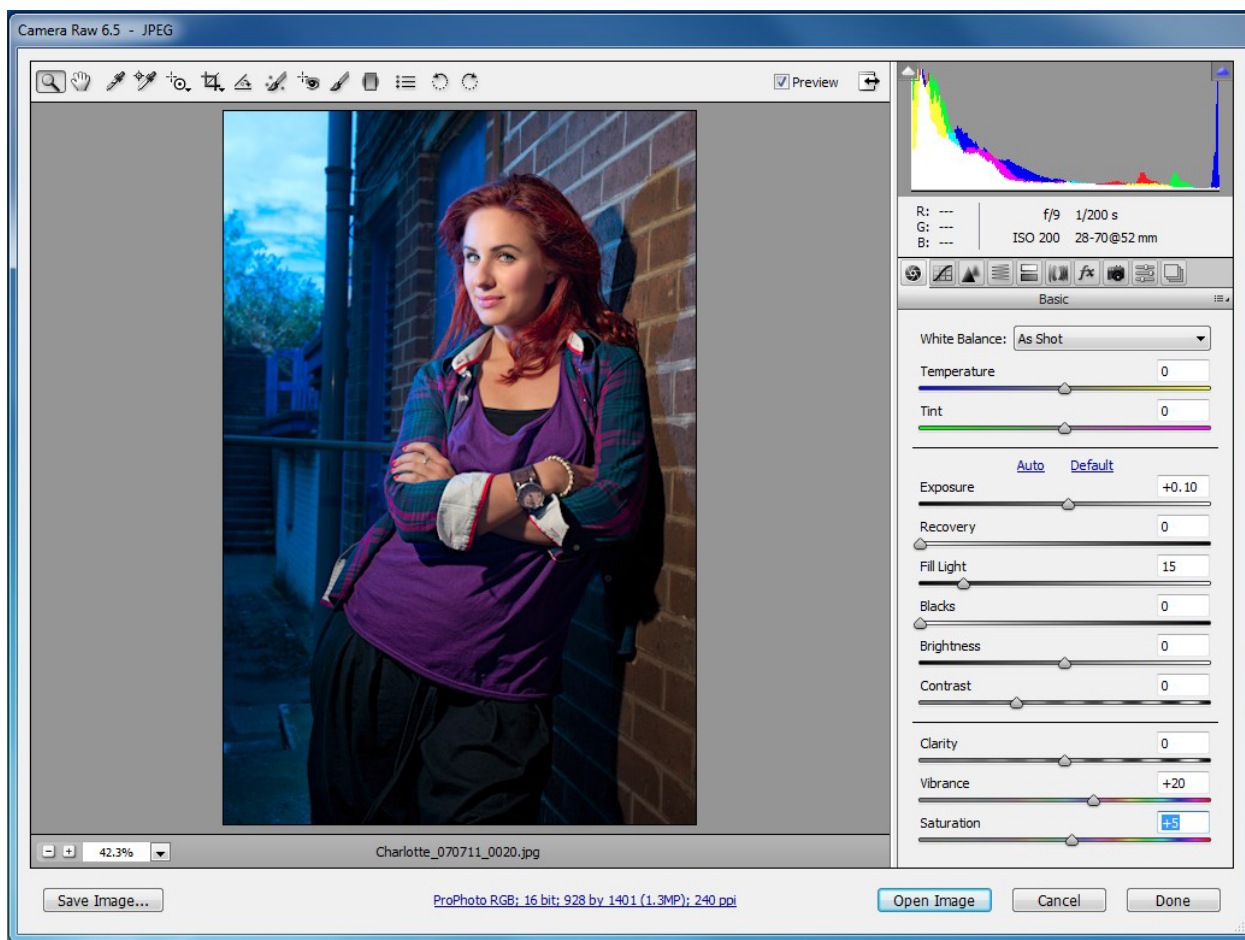 Camera Raw 6.5 - JPEG
Preview
R: ---
G: ---
B: ---
f/9 1/200 s
ISO 200 28-70@52 mm
Basic
White Balance: As Shot
Temperature 0
Tint 0
Auto Default
Exposure +0.10
Recovery 0
Fill Light 15
Blacks 0
Brightness 0
Contrast 0
Clarity 0
Vibrance +20
Saturation +5
42.3% Charlotte_070711_0020.jpg
Save Image... ProPhoto RGB; 16 bit; 928 by 1401 (1.3MP); 240 ppi Open Image Cancel Done